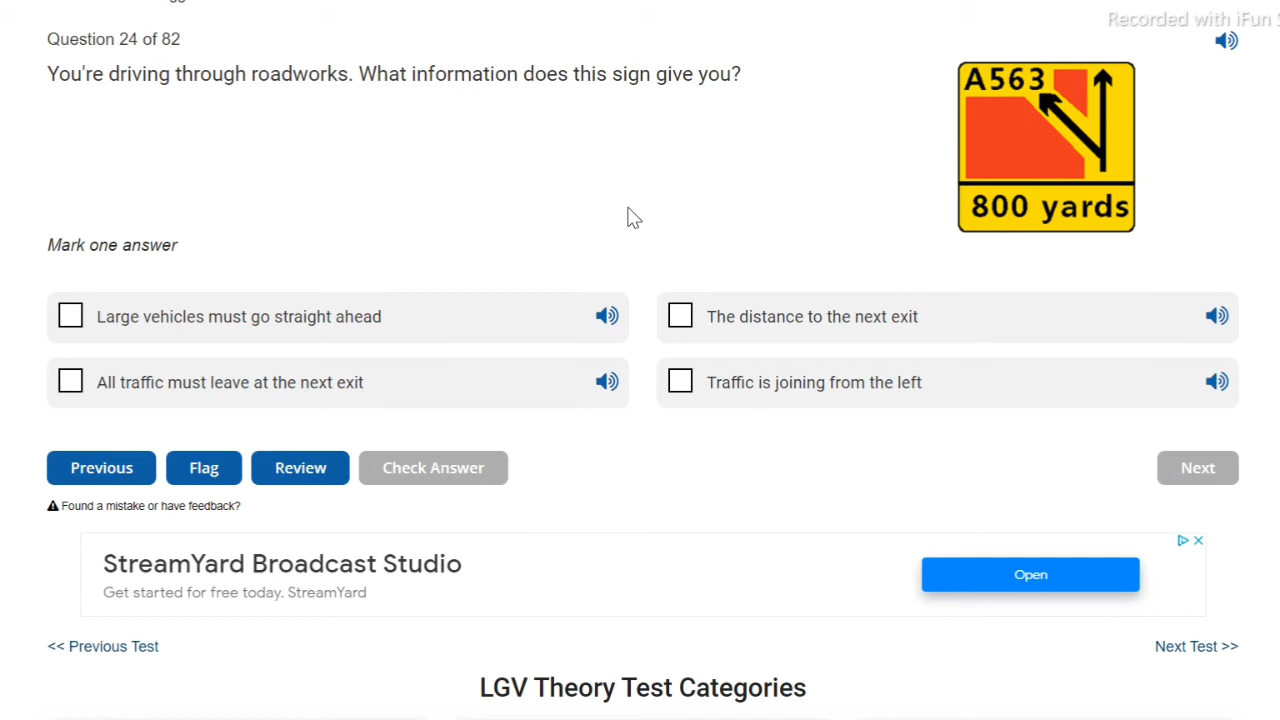 Recorded with iFun
Question 24 of 82
You're driving through roadworks. What information does this sign give you?
A563
800 yards
Mark one answer
Large vehicles must go straight ahead
The distance to the next exit
All traffic must leave at the next exit
Traffic is joining from the left
Previous
Flag
Review
Check Answer
Next
Found a mistake or have feedback?
StreamYard Broadcast Studio
Get started for free today. StreamYard
Open
<< Previous Test
Next Test >>
LGV Theory Test Categories